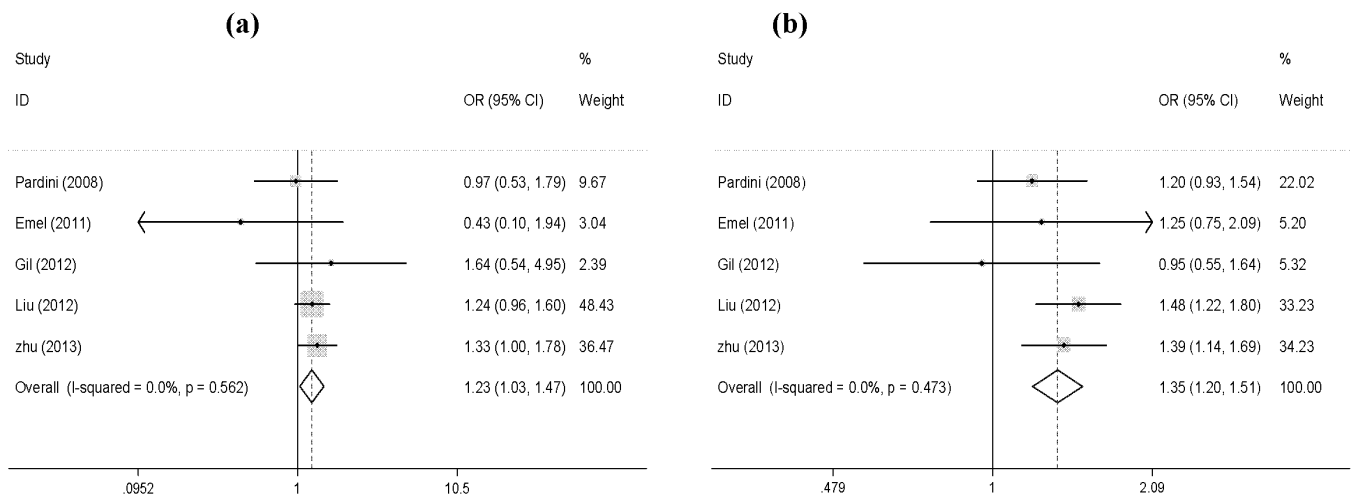 (a)
Study %
ID OR (95% CI) Weight
Pardini (2008) 0.97 (0.53, 1.79) 9.67
Emel (2011) 0.43 (0.10, 1.94) 3.04
Gil (2012) 1.64 (0.54, 4.95) 2.39
Liu (2012) 1.24 (0.96, 1.60) 48.43
zhu (2013) 1.33 (1.00, 1.78) 36.47
Overall (I-squared = 0.0%, p = 0.562) 1.23 (1.03, 1.47) 100.00
.0952 1 10.5
(b)
Study %
ID OR (95% CI) Weight
Pardini (2008) 1.20 (0.93, 1.54) 22.02
Emel (2011) 1.25 (0.75, 2.09) 5.20
Gil (2012) 0.95 (0.55, 1.64) 5.32
Liu (2012) 1.48 (1.22, 1.80) 33.23
zhu (2013) 1.39 (1.14, 1.69) 34.23
Overall (I-squared = 0.0%, p = 0.473) 1.35 (1.20, 1.51) 100.00
.479 1 2.09